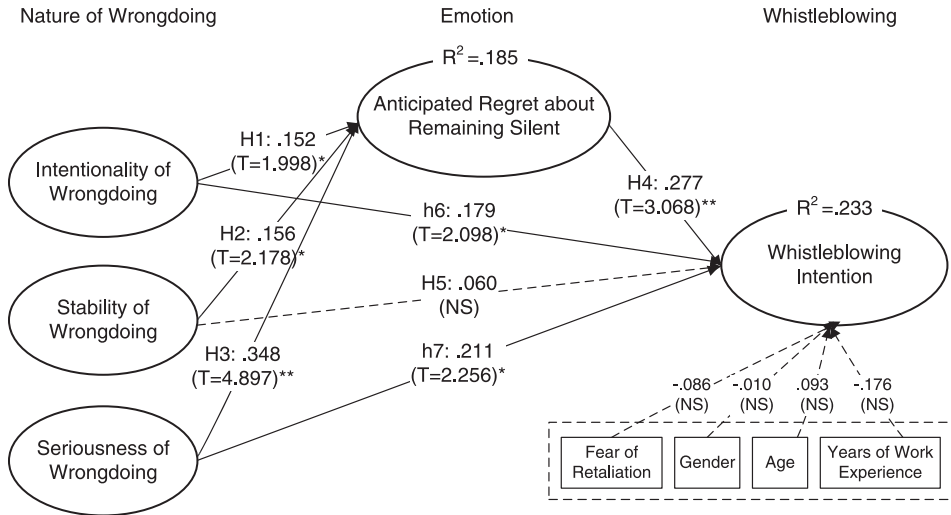 Nature of Wrongdoing
Emotion
Whistleblowing
R² =.185
Anticipated Regret about
Remaining Silent
H1: .152
(T=1.998)*
Intentionality of
Wrongdoing
H4: .277
(T=3.068)**
h6: .179
(T=2.098)*
R² =.233
H2: .156
(T=2.178)*
Whistleblowing
Intention
H5: .060
(NS)
Stability of
Wrongdoing
H3: .348
(T=4.897)**
h7: .211
(T=2.256)*
-.086
(NS)
-.010
(NS)
.093
(NS)
-.176
(NS)
Seriousness of
Wrongdoing
Fear of
Retaliation
Gender
Age
Years of Work
Experience